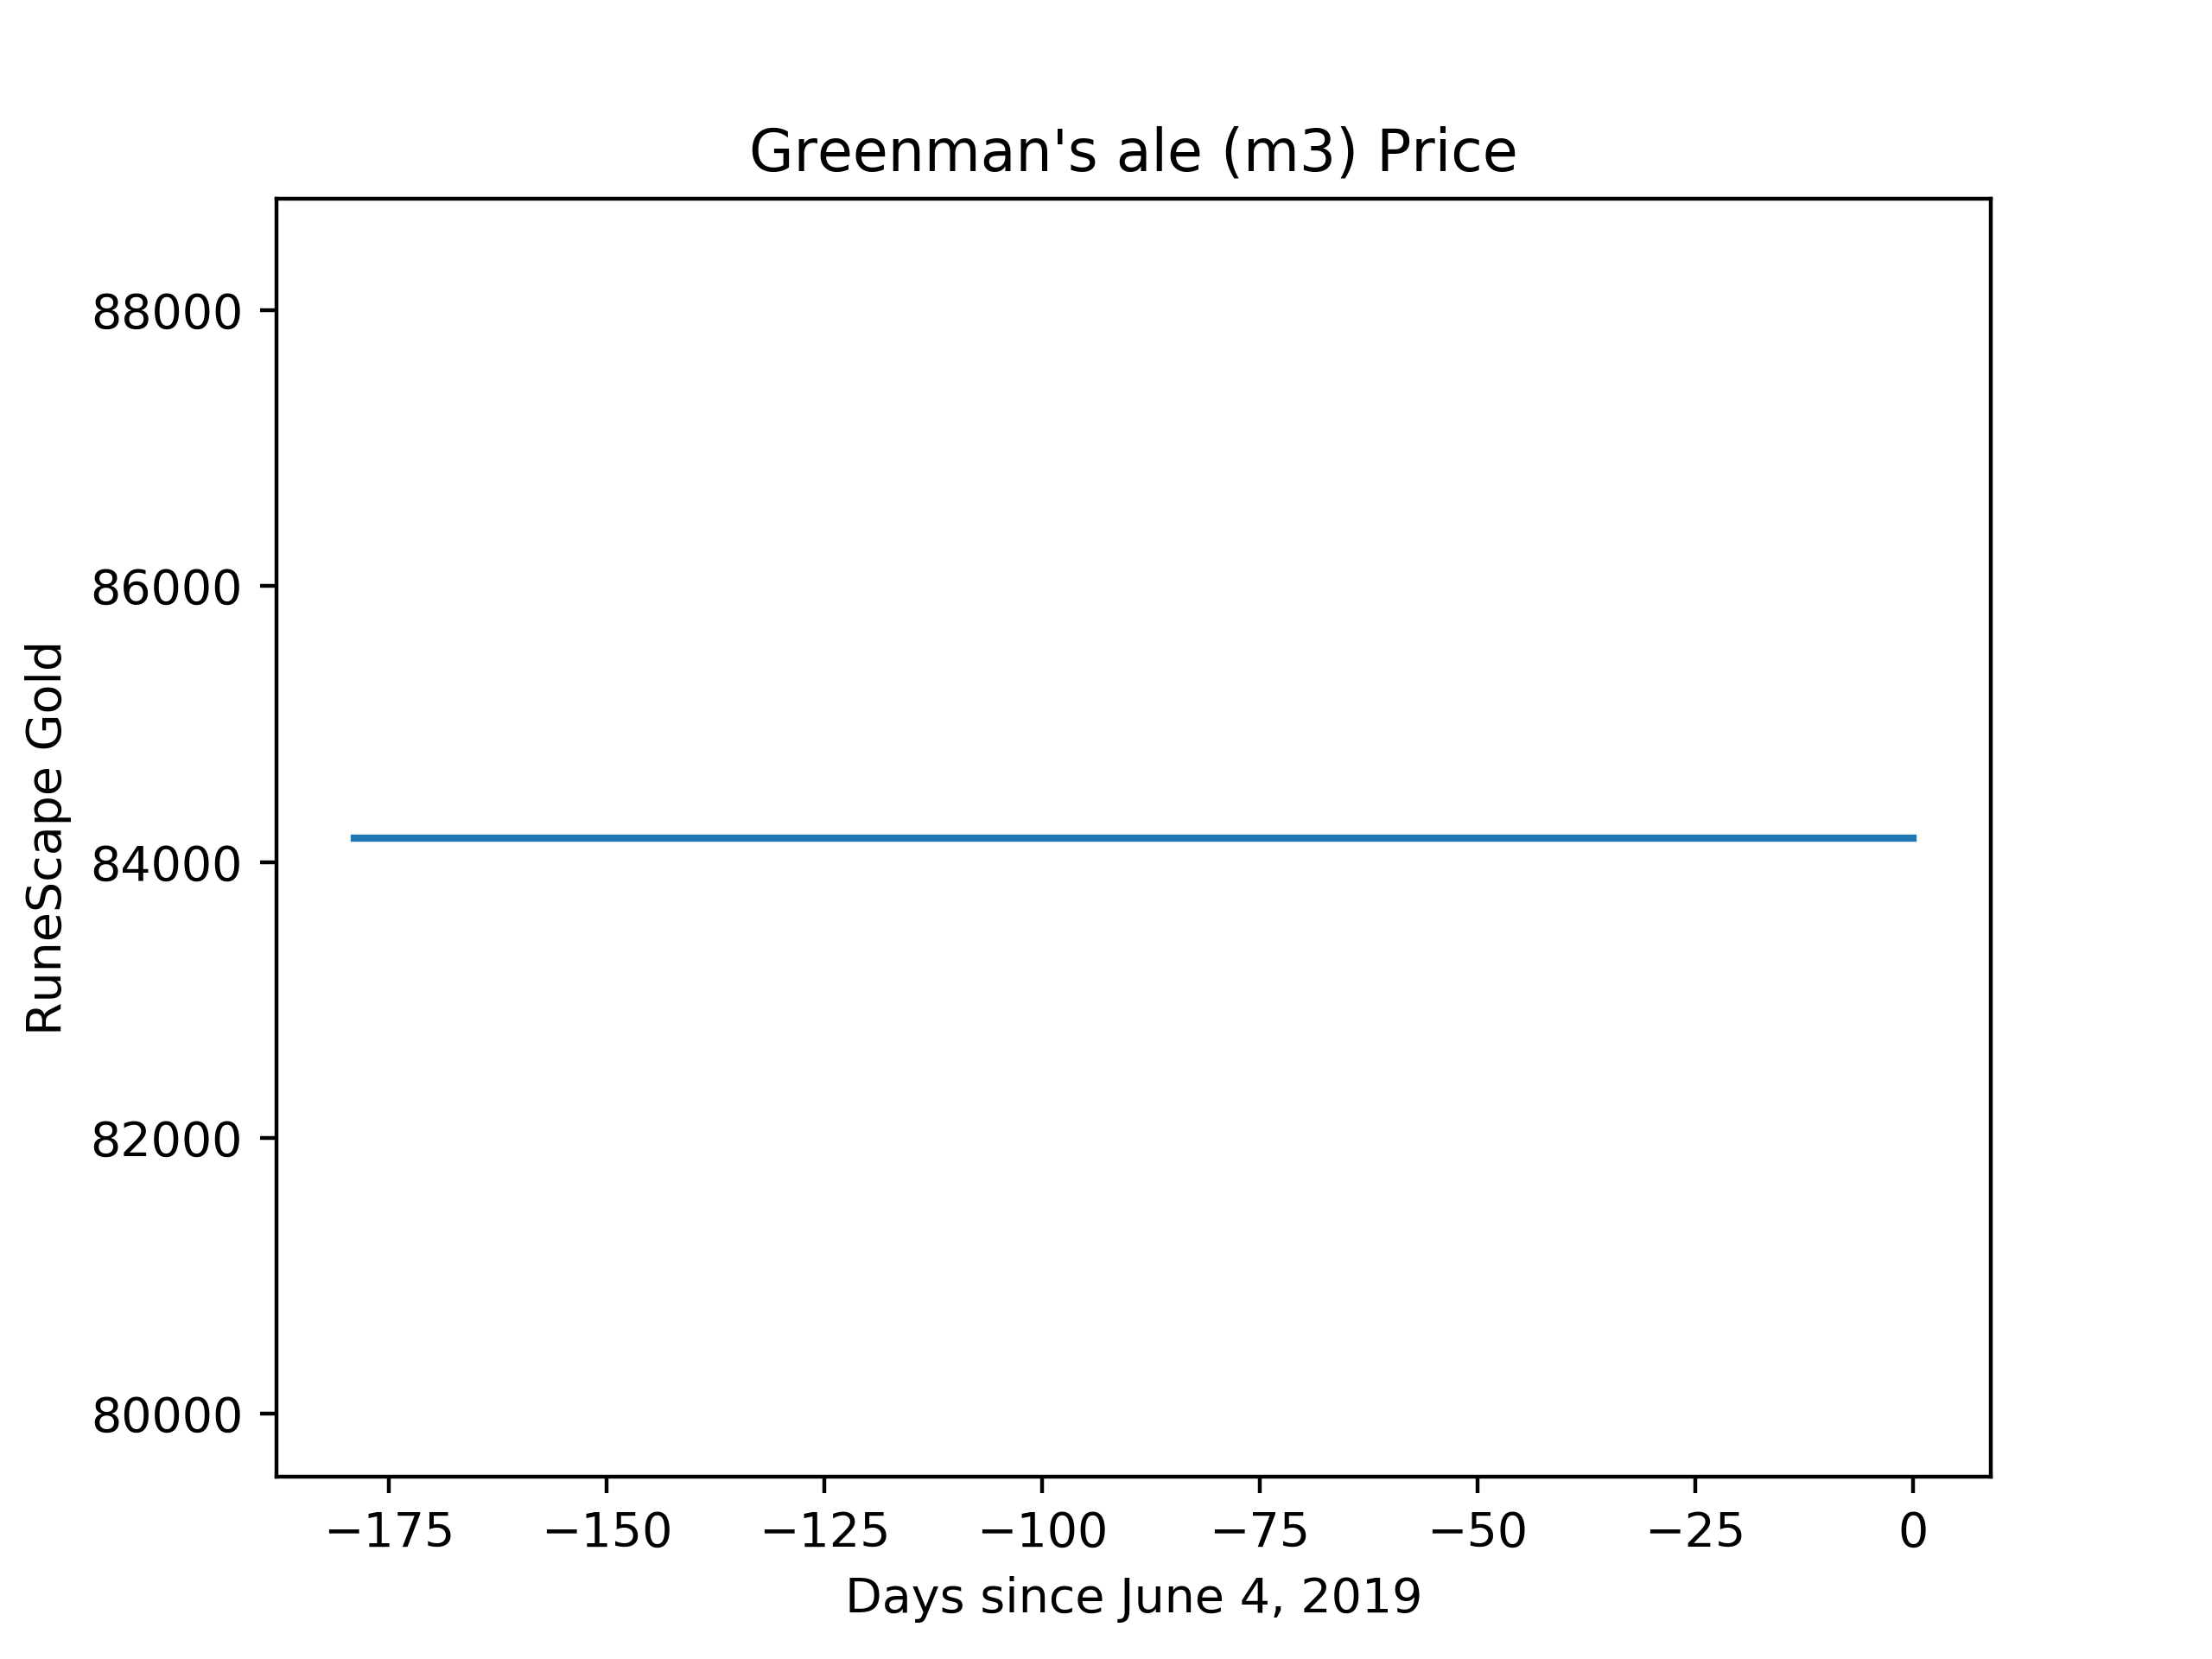 Greenman's ale (m3) Price
RuneScape Gold
88000
86000
84000
82000
80000
−175 −150 −125 −100 −75 −50 −25 0
Days since June 4, 2019